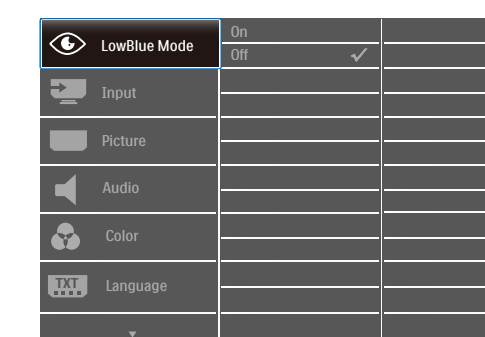 LowBlue Mode
On
Off
Input
Picture
Audio
Color
TXT
Language